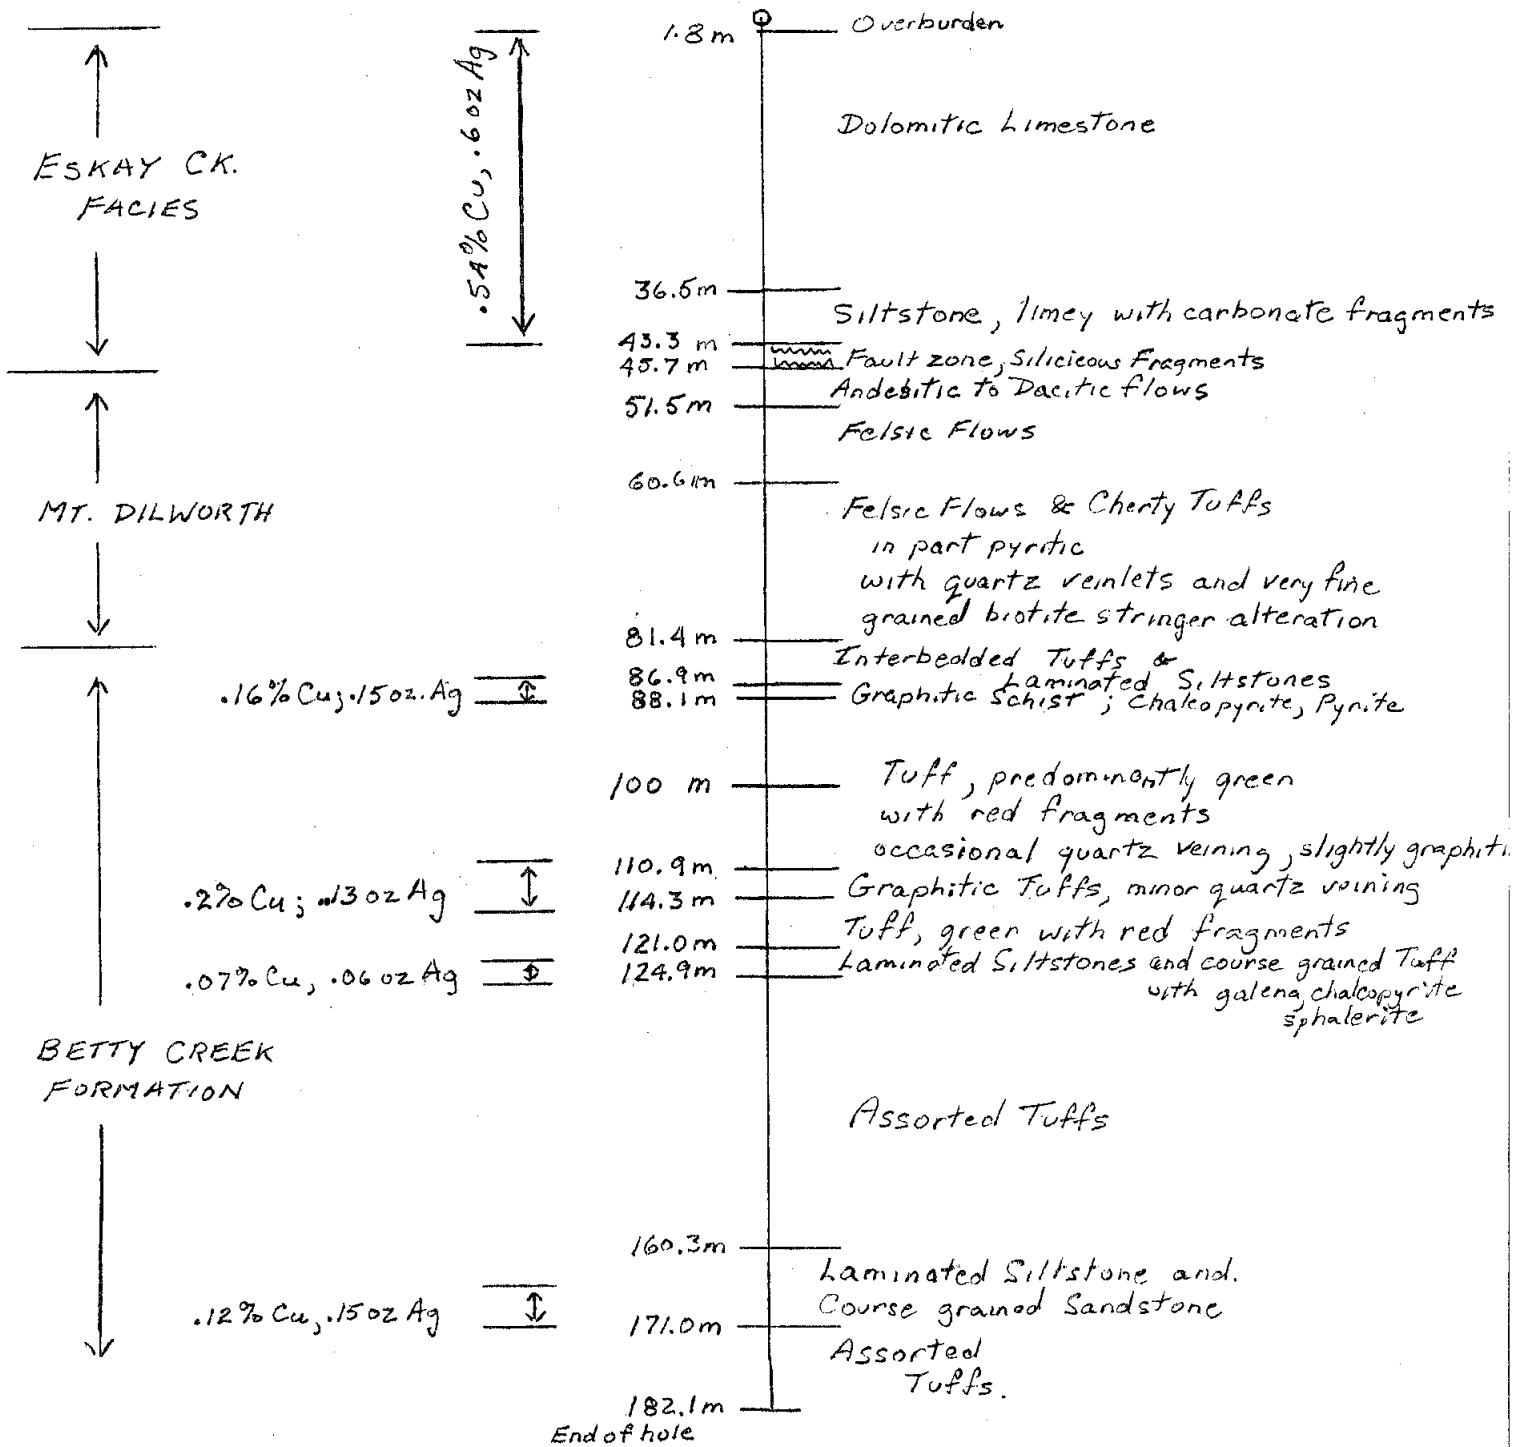 1.8m
Overburden
.54% Cu, .6 oz Ag
Dolomitic Limestone
ESKAY CK.
FACIES
36.5m
Siltstone, limey with carbonate fragments
43.3 m
45.7m
Fault zone, Silicieous Fragments
Andesitic to Dacitic flows
51.5m
Felsic Flows
60.6m
MT. DILWORTH
Felsic Flows & Cherty Tuffs
in part pyritic
with quartz veinlets and very fine
grained biotite stringer alteration
81.4m
Interbedded Tuffs &
Laminated Siltstones
86.9m
.16% Cu; .15oz. Ag
88.1m
Graphitic Schist; Chalcopyrite, Pyrite
100 m
Tuff, predominantly green
with red fragments
occasional quartz veining, slightly graphiti
110.9m
.2% Cu; .13 oz Ag
Graphitic Tuffs, minor quartz veining
114.3m
Tuff, green with red fragments
121.0m
.07% Cu, .06 oz Ag
124.9m
Laminated Siltstones and course grained Tuff
with galena, chalcopyrite
sphalerite
BETTY CREEK
FORMATION
Assorted Tuffs
160.3m
Laminated Siltstone and.
Course grained Sandstone
.12% Cu, .15oz Ag
171.0m
Assorted
Tuffs.
182.1m
End of hole